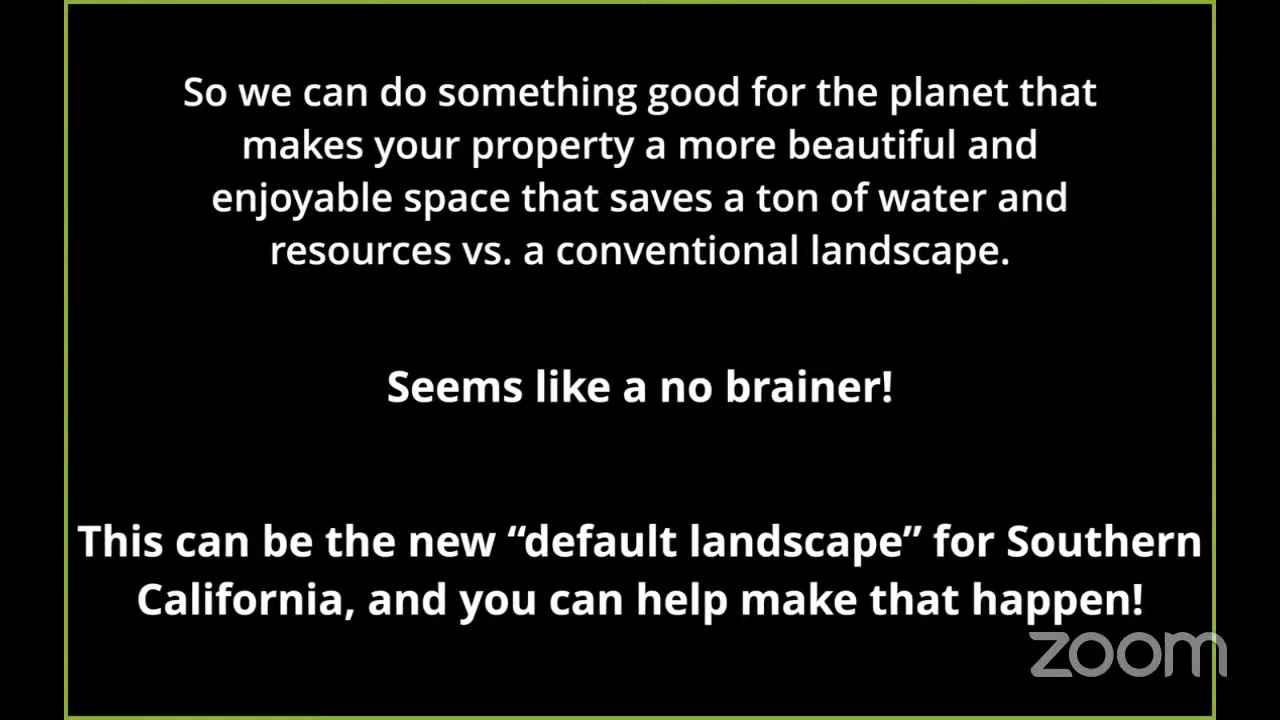 So we can do something good for the planet that
makes your property a more beautiful and
enjoyable space that saves a ton of water and
resources vs. a conventional landscape.
Seems like a no brainer!
This can be the new “default landscape” for Southern
California, and you can help make that happen!
zoom